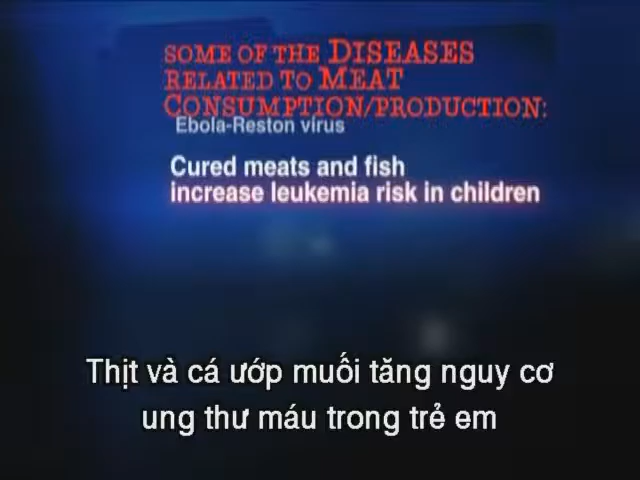 SOME OF THE DISEASES
RELATED TO MEAT
CONSUMPTION/PRODUCTION:
Ebola-Reston virus
Cured meats and fish
increase leukemia risk in children
Thịt và cá ướp muối tăng nguy cơ
ung thư máu trong trẻ em